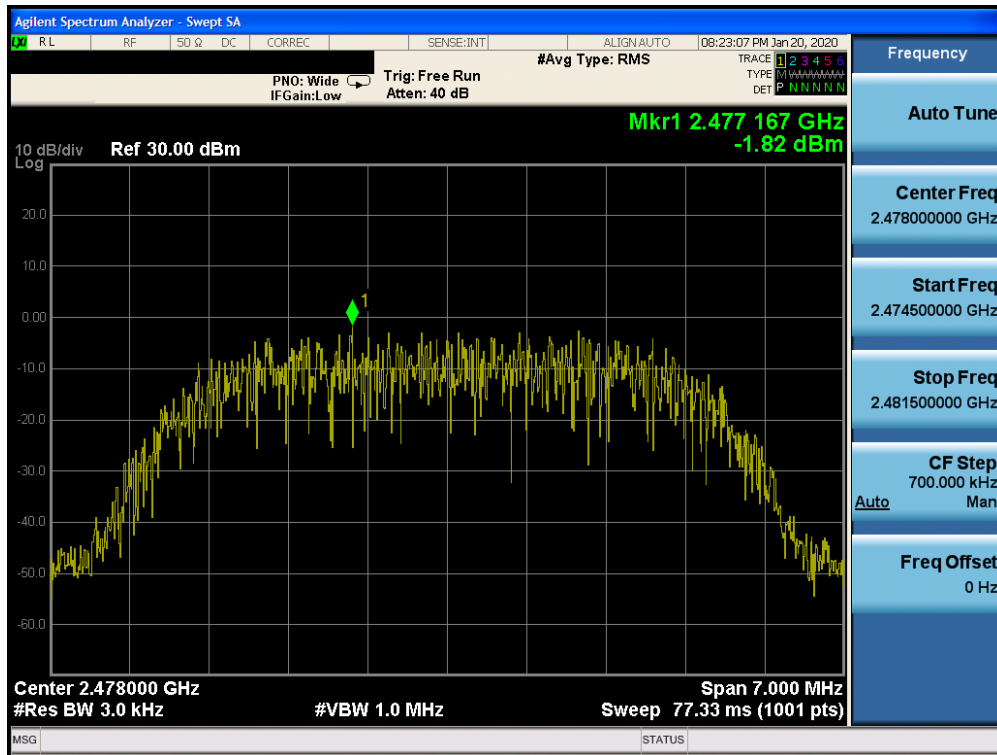 Agilent Spectrum Analyzer - Swept SA
LXI RL RF 50 Ω DC CORREC SENSE:INT ALIGNAUTO 08:23:07 PM Jan 20, 2020
Frequency
#Avg Type: RMS
TRACE 1 2 3 4 5 6
PNO: Wide Trig: Free Run
TYPE M
IFGain:Low Atten: 40 dB
DET P N N N N N
Auto Tune
Mkr1 2.477 167 GHz
-1.82 dBm
10 dB/div Ref 30.00 dBm
Log
20.0
10.0
0.00
-10.0
-20.0
-30.0
-40.0
-50.0
-60.0
1
Center Freq
2.478000000 GHz
Start Freq
2.474500000 GHz
Stop Freq
2.481500000 GHz
CF Step
700.000 kHz
Auto Man
Freq Offset
0 Hz
Center 2.478000 GHz Span 7.000 MHz
#Res BW 3.0 kHz #VBW 1.0 MHz Sweep 77.33 ms (1001 pts)
MSG STATUS